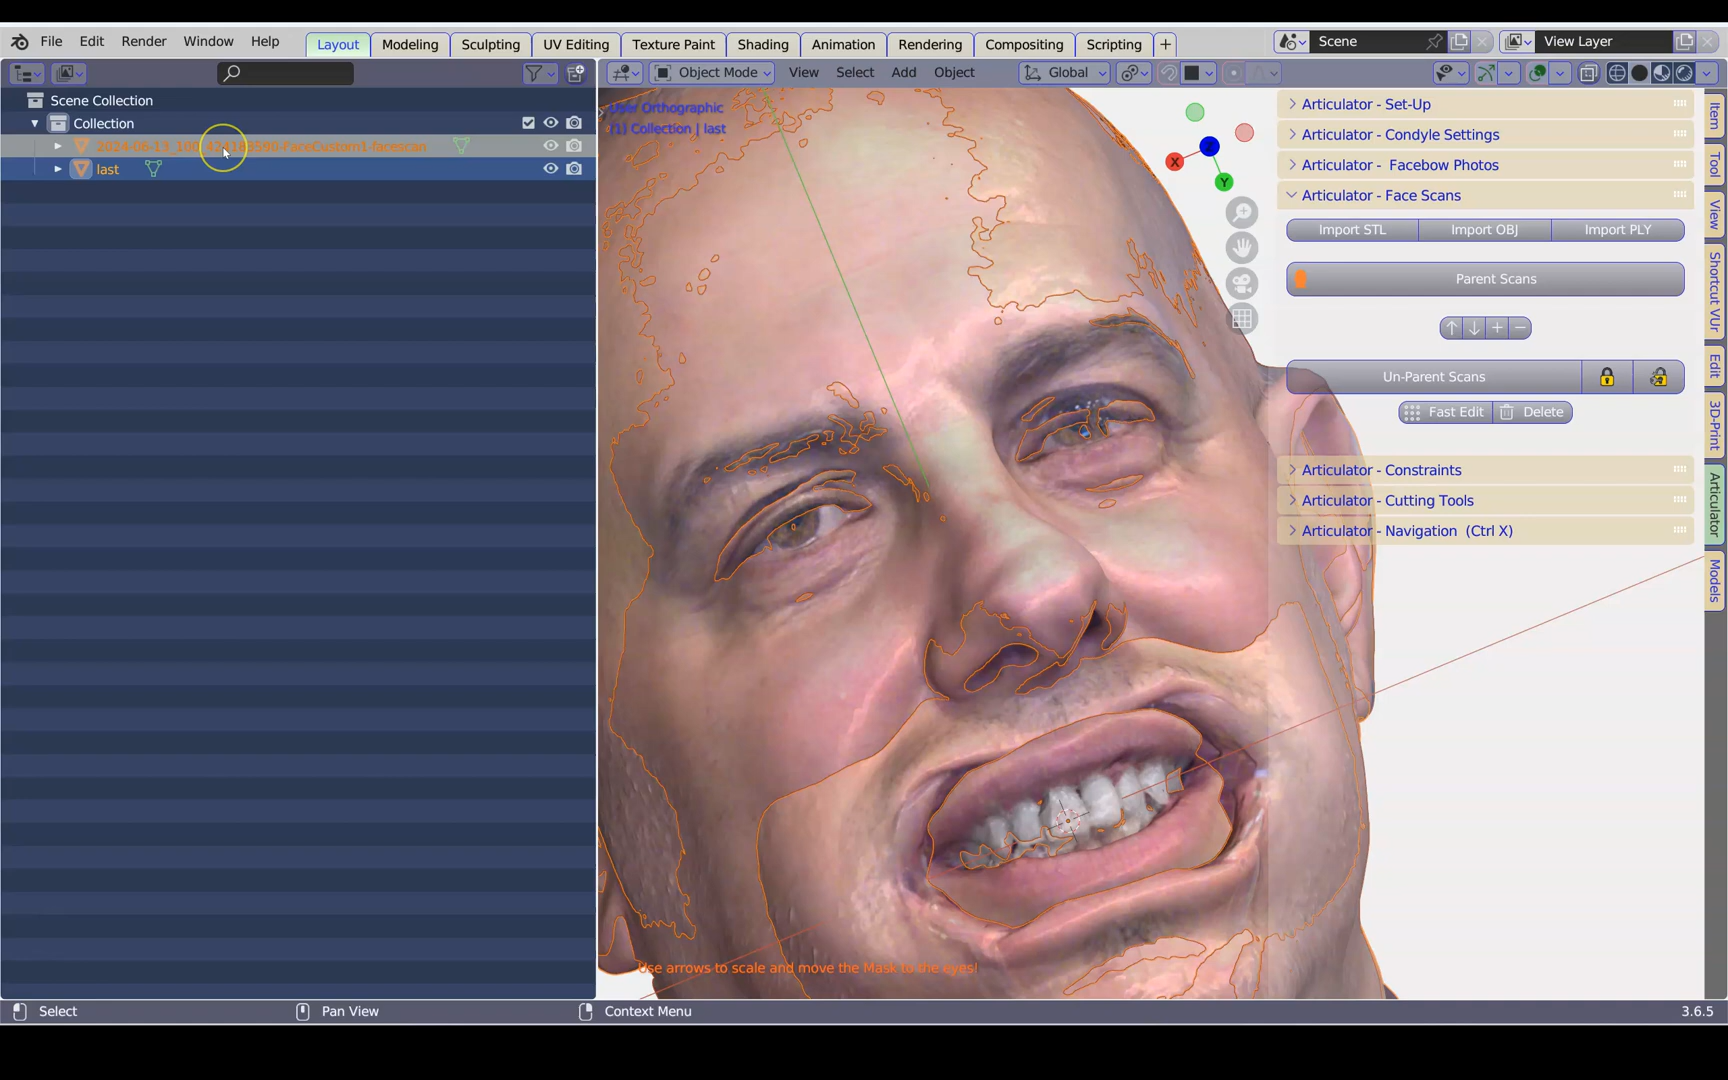 File Edit Render Window Help Layout Modeling Sculpting UV Editing Texture Paint Shading Animation Rendering Compositing Scripting + Scene View Layer
Object Mode View Select Add Object Global
Scene Collection
Collection
last
User Orthographic
(1) Collection | last
X
Y
Z
Articulator - Set-Up
Articulator - Condyle Settings
Articulator - Facebow Photos
Articulator - Face Scans
Import STL Import OBJ Import PLY
Parent Scans
Un-Parent Scans
Fast Edit Delete
Articulator - Constraints
Articulator - Cutting Tools
Articulator - Navigation (Ctrl X)
Item
Tool
View
Shortcut VUr
Edit
3D-Print
Articulator
Models
Use arrows to scale and move the Mask to the eyes!
Select Pan View Context Menu 3.6.5